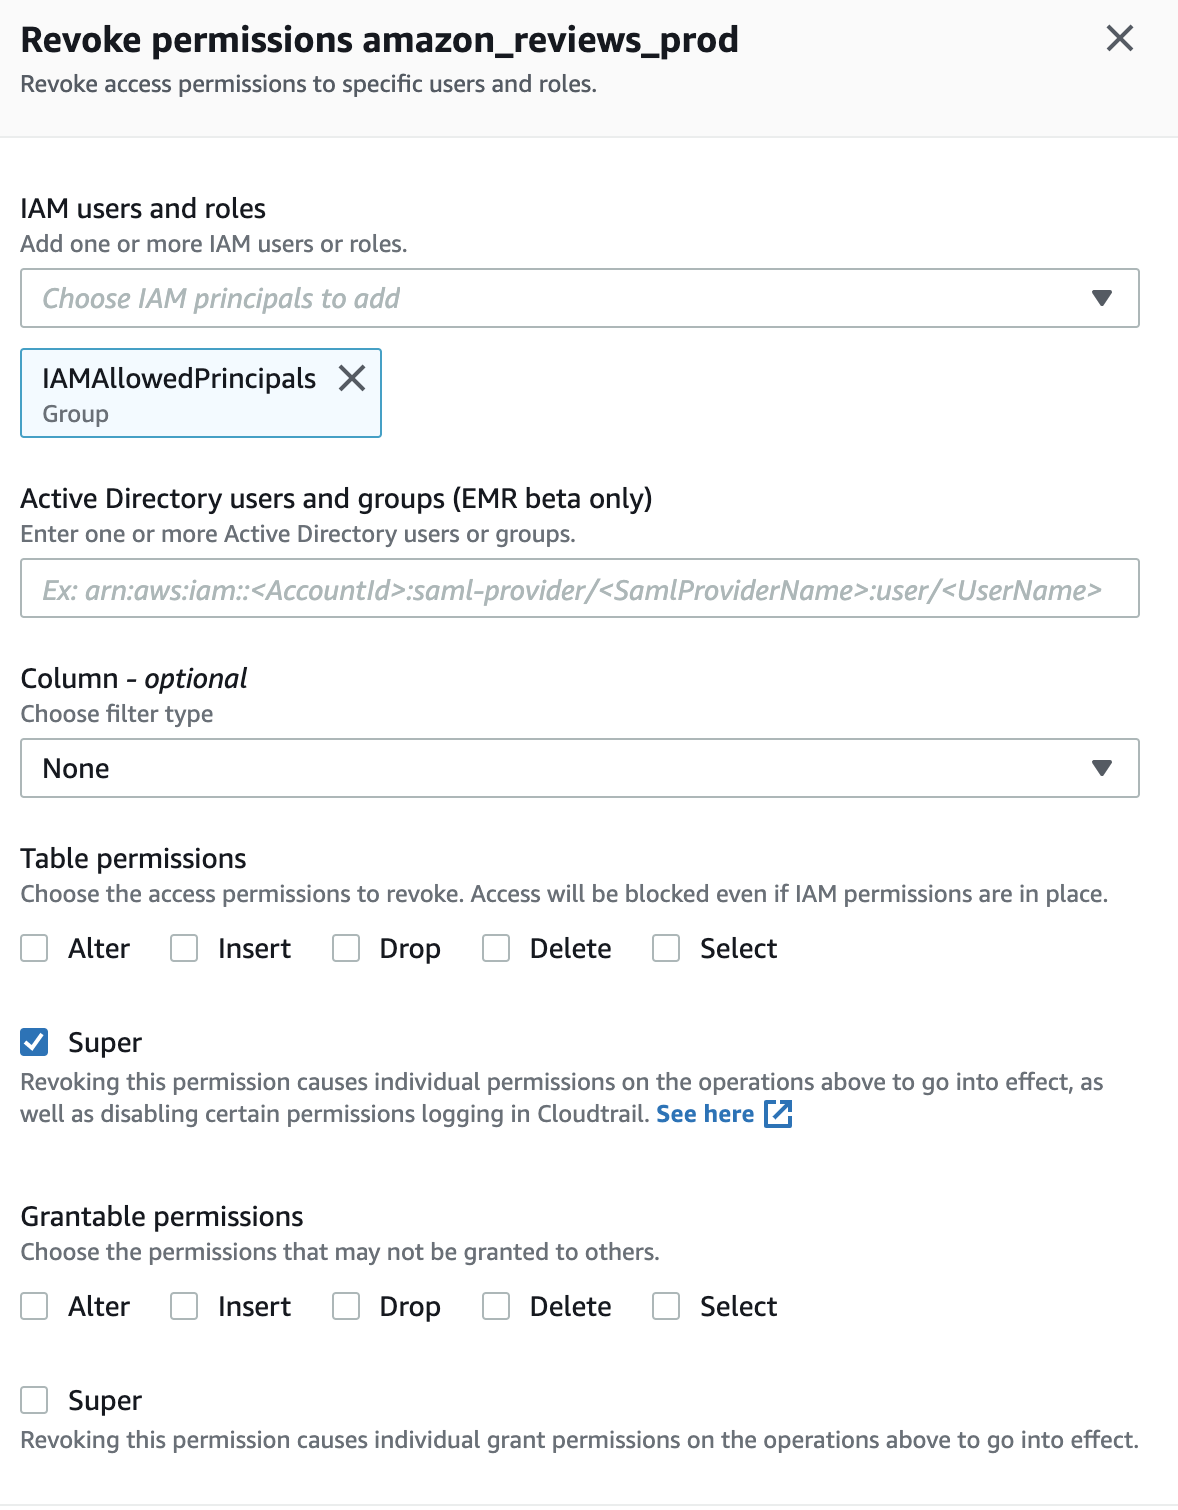 Revoke permissions amazon_reviews_prod
Revoke access permissions to specific users and roles.
IAM users and roles
Add one or more IAM users or roles.
Choose IAM principals to add
IAMAllowedPrincipals
Group
Active Directory users and groups (EMR beta only)
Enter one or more Active Directory users or groups.
Ex: arn:aws:iam::<AccountId>:saml-provider/<SamlProviderName>:user/<UserName>
Column - optional
Choose filter type
None
Table permissions
Choose the access permissions to revoke. Access will be blocked even if IAM permissions are in place.
Alter Insert Drop Delete Select
Super
Revoking this permission causes individual permissions on the operations above to go into effect, as
well as disabling certain permissions logging in Cloudtrail. See here
Grantable permissions
Choose the permissions that may not be granted to others.
Alter Insert Drop Delete Select
Super
Revoking this permission causes individual grant permissions on the operations above to go into effect.